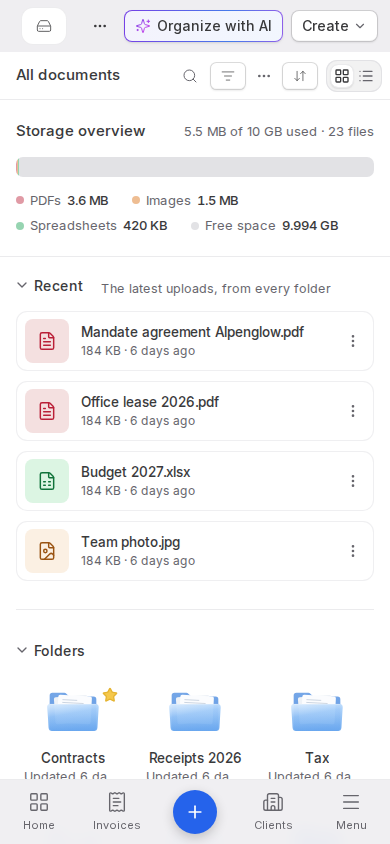 Organize with AI
Create
All documents
Storage overview
5.5 MB of 10 GB used · 23 files
PDFs 3.6 MB
Images 1.5 MB
Spreadsheets 420 KB
Free space 9.994 GB
Recent
The latest uploads, from every folder
Mandate agreement Alpenglow.pdf
184 KB · 6 days ago
Office lease 2026.pdf
184 KB · 6 days ago
Budget 2027.xlsx
184 KB · 6 days ago
Team photo.jpg
184 KB · 6 days ago
Folders
Contracts
Receipts 2026
Tax
Updated 6 da
Updated 6 da
Updated 6 da
Home
Invoices
Clients
Menu